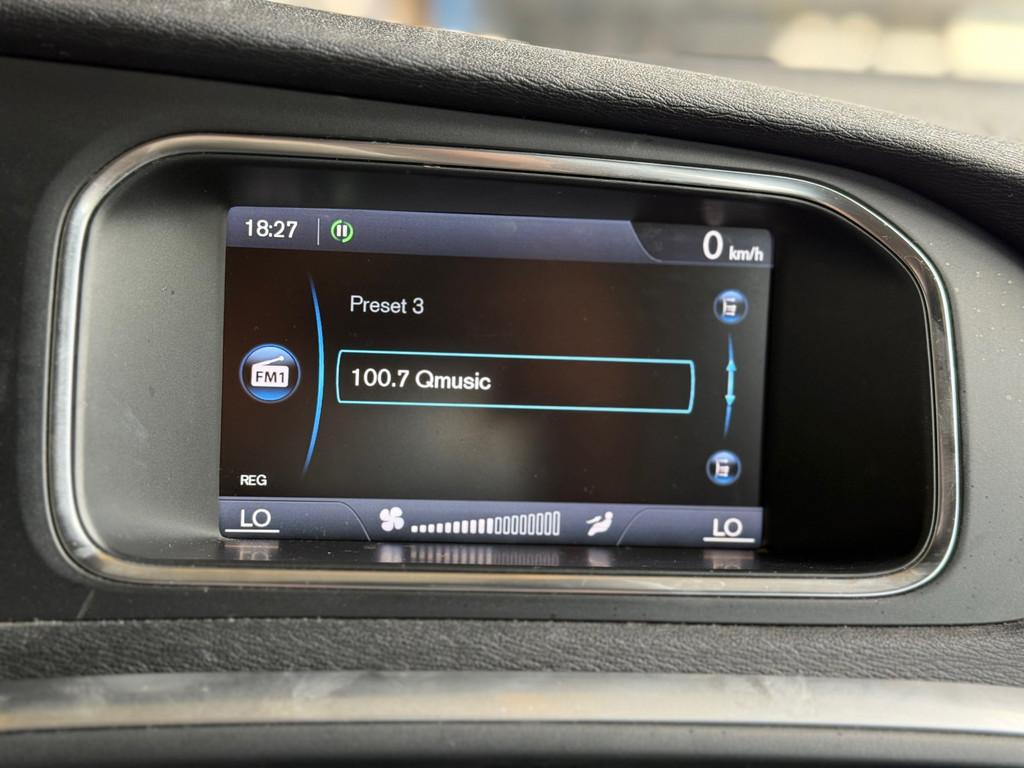 18:27
0 km/h
Preset 3
FM1
100.7 Qmusic
REG
LO
LO